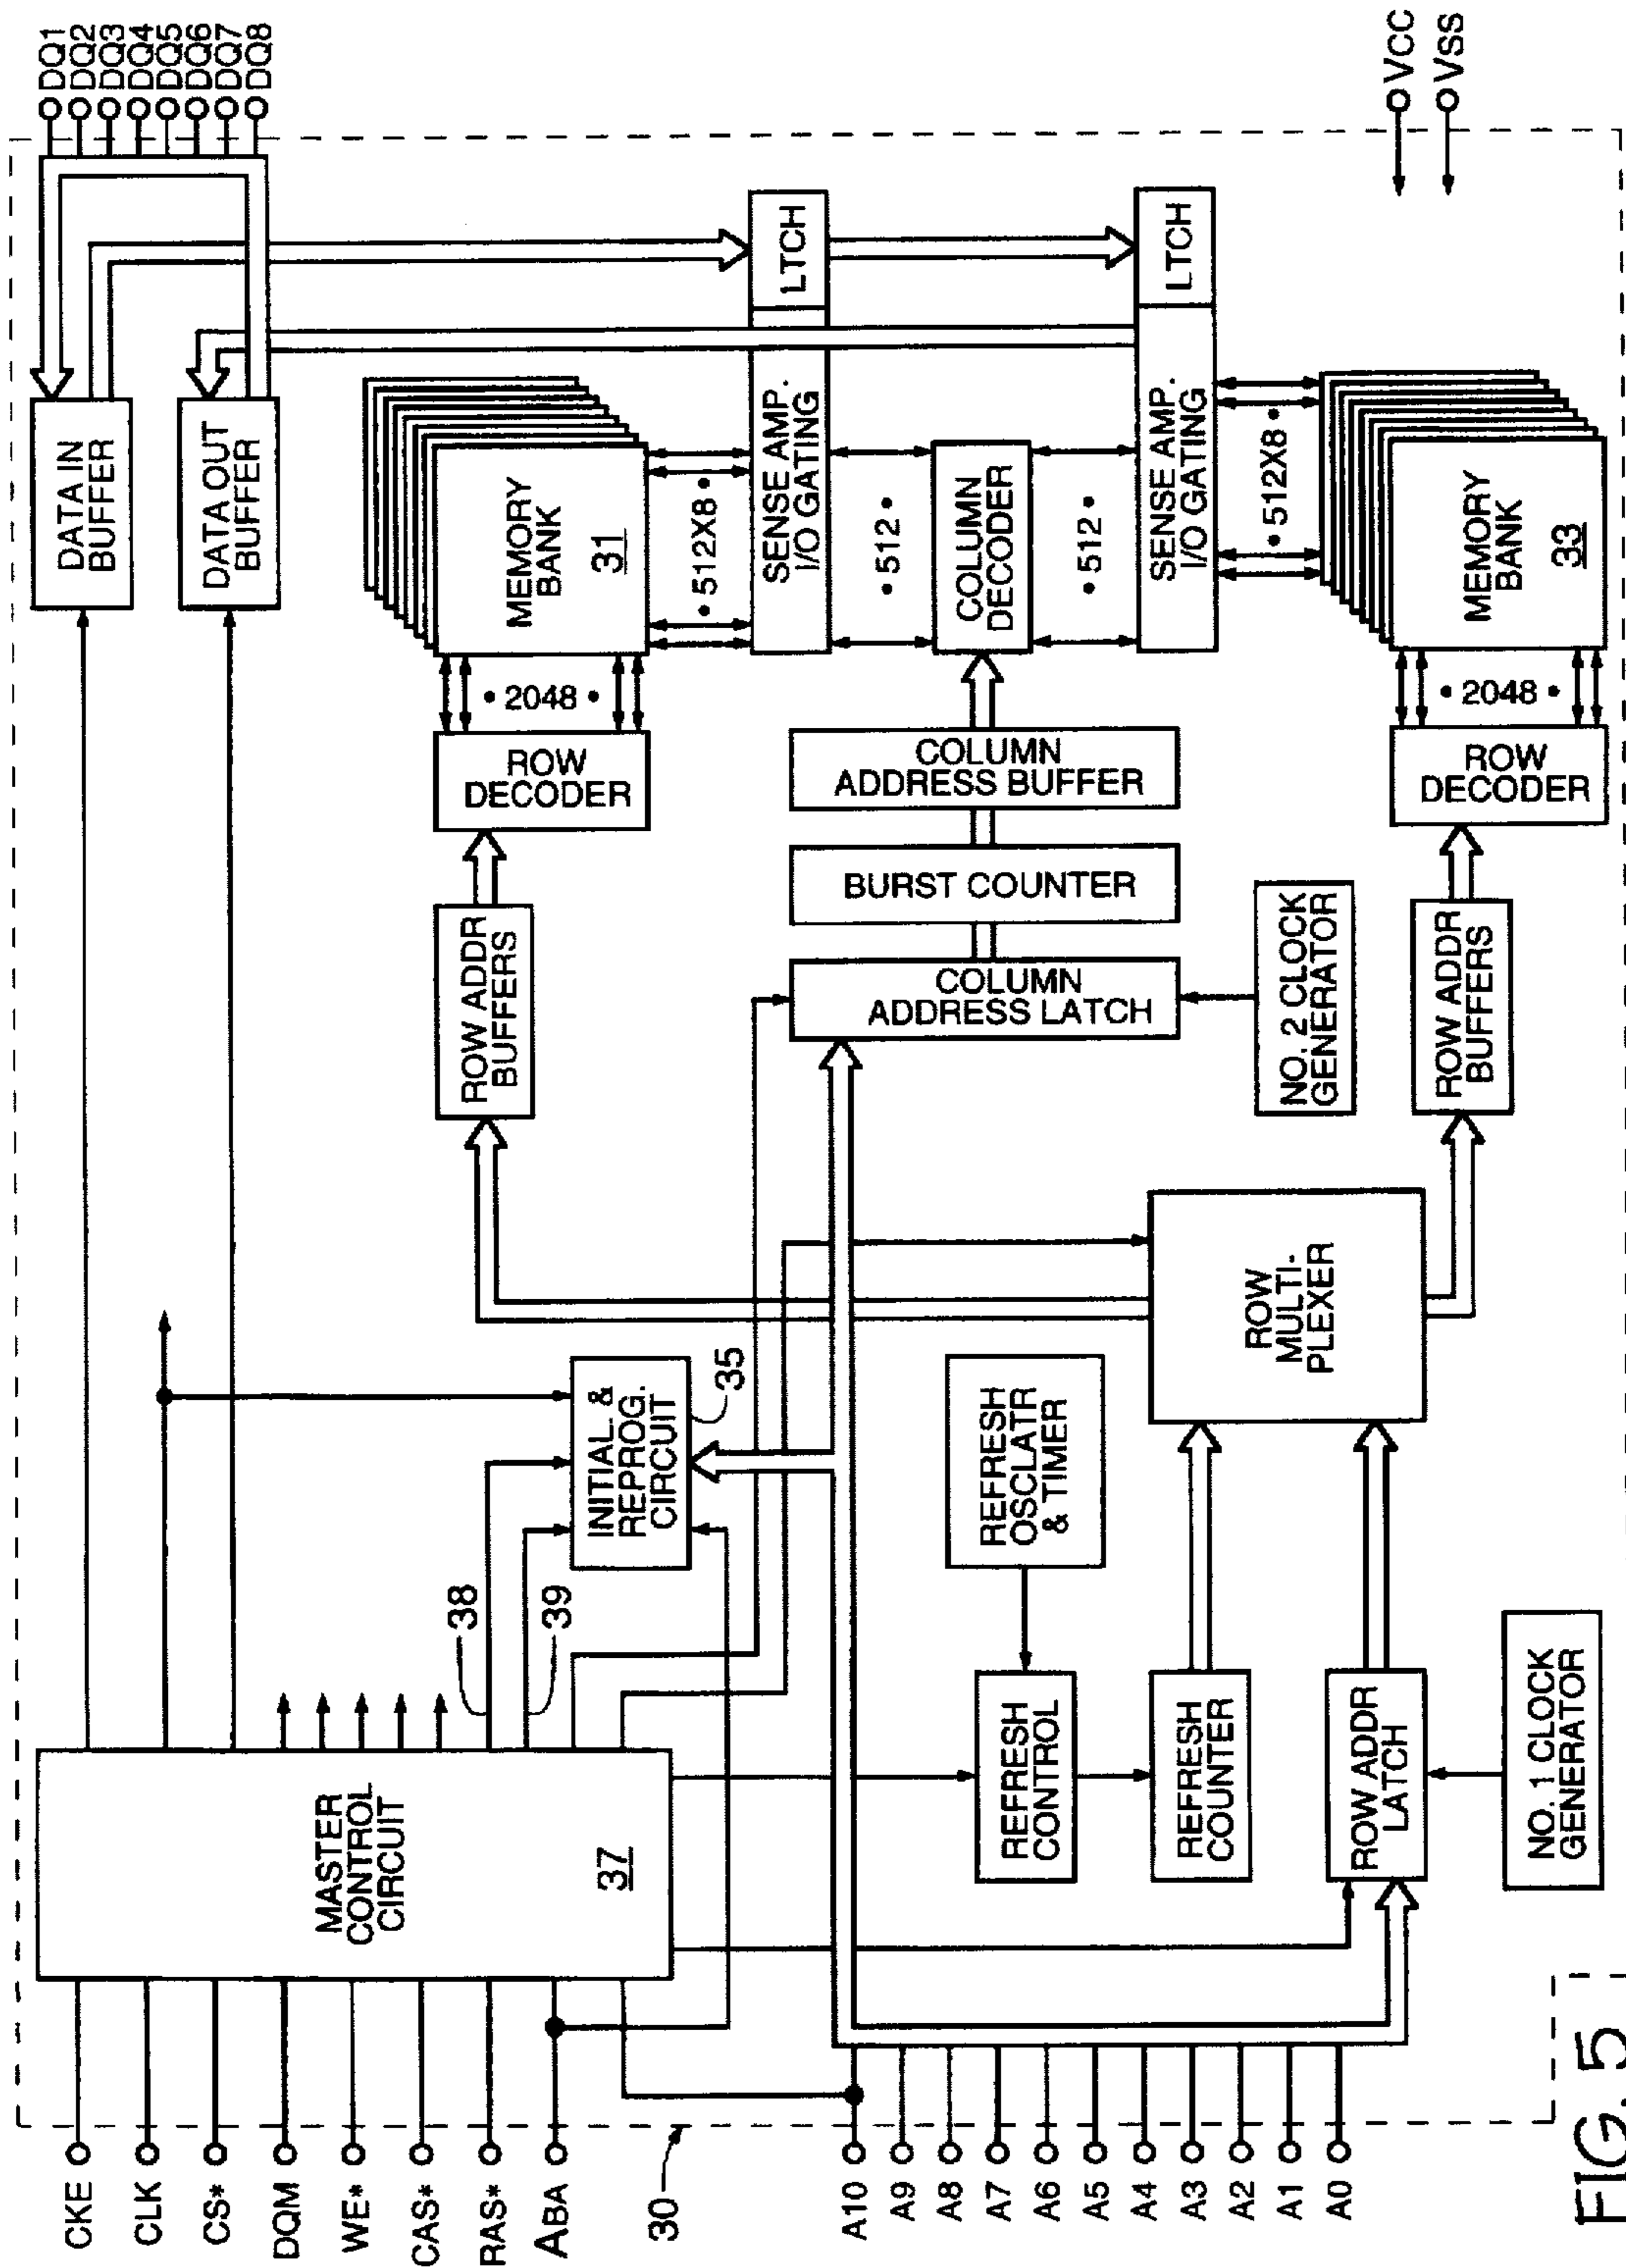 CKE
CLK
CS*
DQM
WE*
CAS*
RAS*
ABA
30
A10
A9
A8
A7
A6
A5
A4
A3
A2
A1
A0
FIG. 5
MASTER
CONTROL
CIRCUIT
37
38
39
INITIAL. &
REPROG.
CIRCUIT
35
REFRESH
CONTROL
REFRESH
OSCLATR
& TIMER
REFRESH
COUNTER
ROW ADDR
LATCH
NO. 1 CLOCK
GENERATOR
ROW
MULTI-
PLEXER
ROW ADDR
BUFFERS
COLUMN
ADDRESS LATCH
NO. 2 CLOCK
GENERATOR
ROW ADDR
BUFFERS
BURST COUNTER
ROW
DECODER
COLUMN
ADDRESS BUFFER
ROW
DECODER
• 2048 •
• 2048 •
DATA IN
BUFFER
DATA OUT
BUFFER
MEMORY
BANK
31
• 512X8 •
SENSE AMP.
I/O GATING
LTCH
• 512 •
COLUMN
DECODER
• 512 •
SENSE AMP.
I/O GATING
LTCH
• 512X8 •
MEMORY
BANK
33
DQ1
DQ2
DQ3
DQ4
DQ5
DQ6
DQ7
DQ8
VCC
VSS